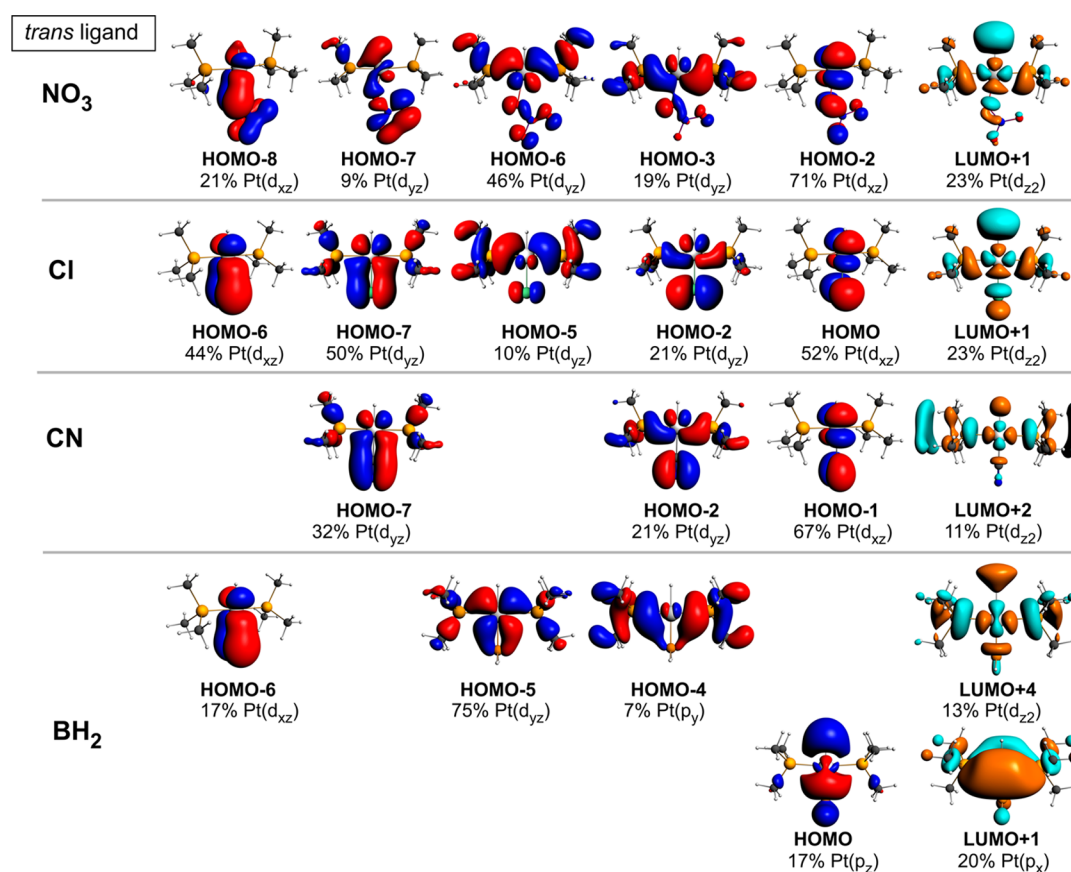 trans ligand
NO3
HOMO-8 HOMO-7 HOMO-6 HOMO-3 HOMO-2 LUMO+1
21% Pt(dxz) 9% Pt(dyz) 46% Pt(dyz) 19% Pt(dyz) 71% Pt(dxz) 23% Pt(dz2)
Cl
HOMO-6 HOMO-7 HOMO-5 HOMO-2 HOMO LUMO+1
44% Pt(dxz) 50% Pt(dyz) 10% Pt(dyz) 21% Pt(dyz) 52% Pt(dxz) 23% Pt(dz2)
CN
HOMO-7 HOMO-2 HOMO-1 LUMO+2
32% Pt(dyz) 21% Pt(dyz) 67% Pt(dxz) 11% Pt(dz2)
BH2
HOMO-6 HOMO-5 HOMO-4 LUMO+4
17% Pt(dxz) 75% Pt(dyz) 7% Pt(py) 13% Pt(dz2)
HOMO LUMO+1
17% Pt(pz) 20% Pt(px)